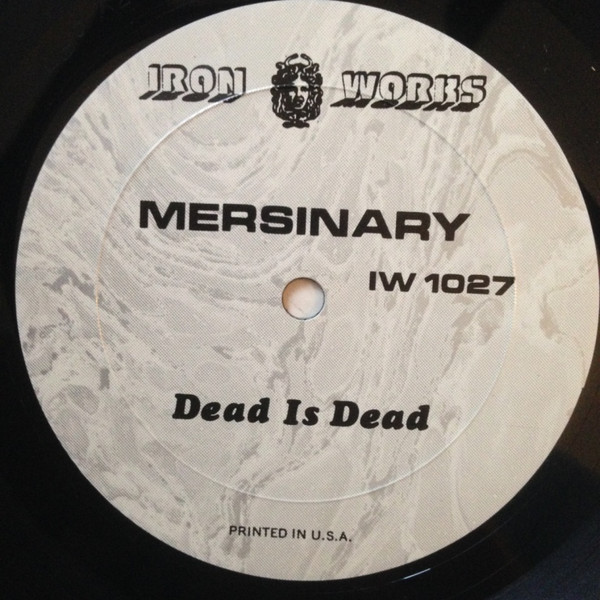 IRON WORKS
MERSINARY
IW 1027
Dead Is Dead
PRINTED IN U.S.A.